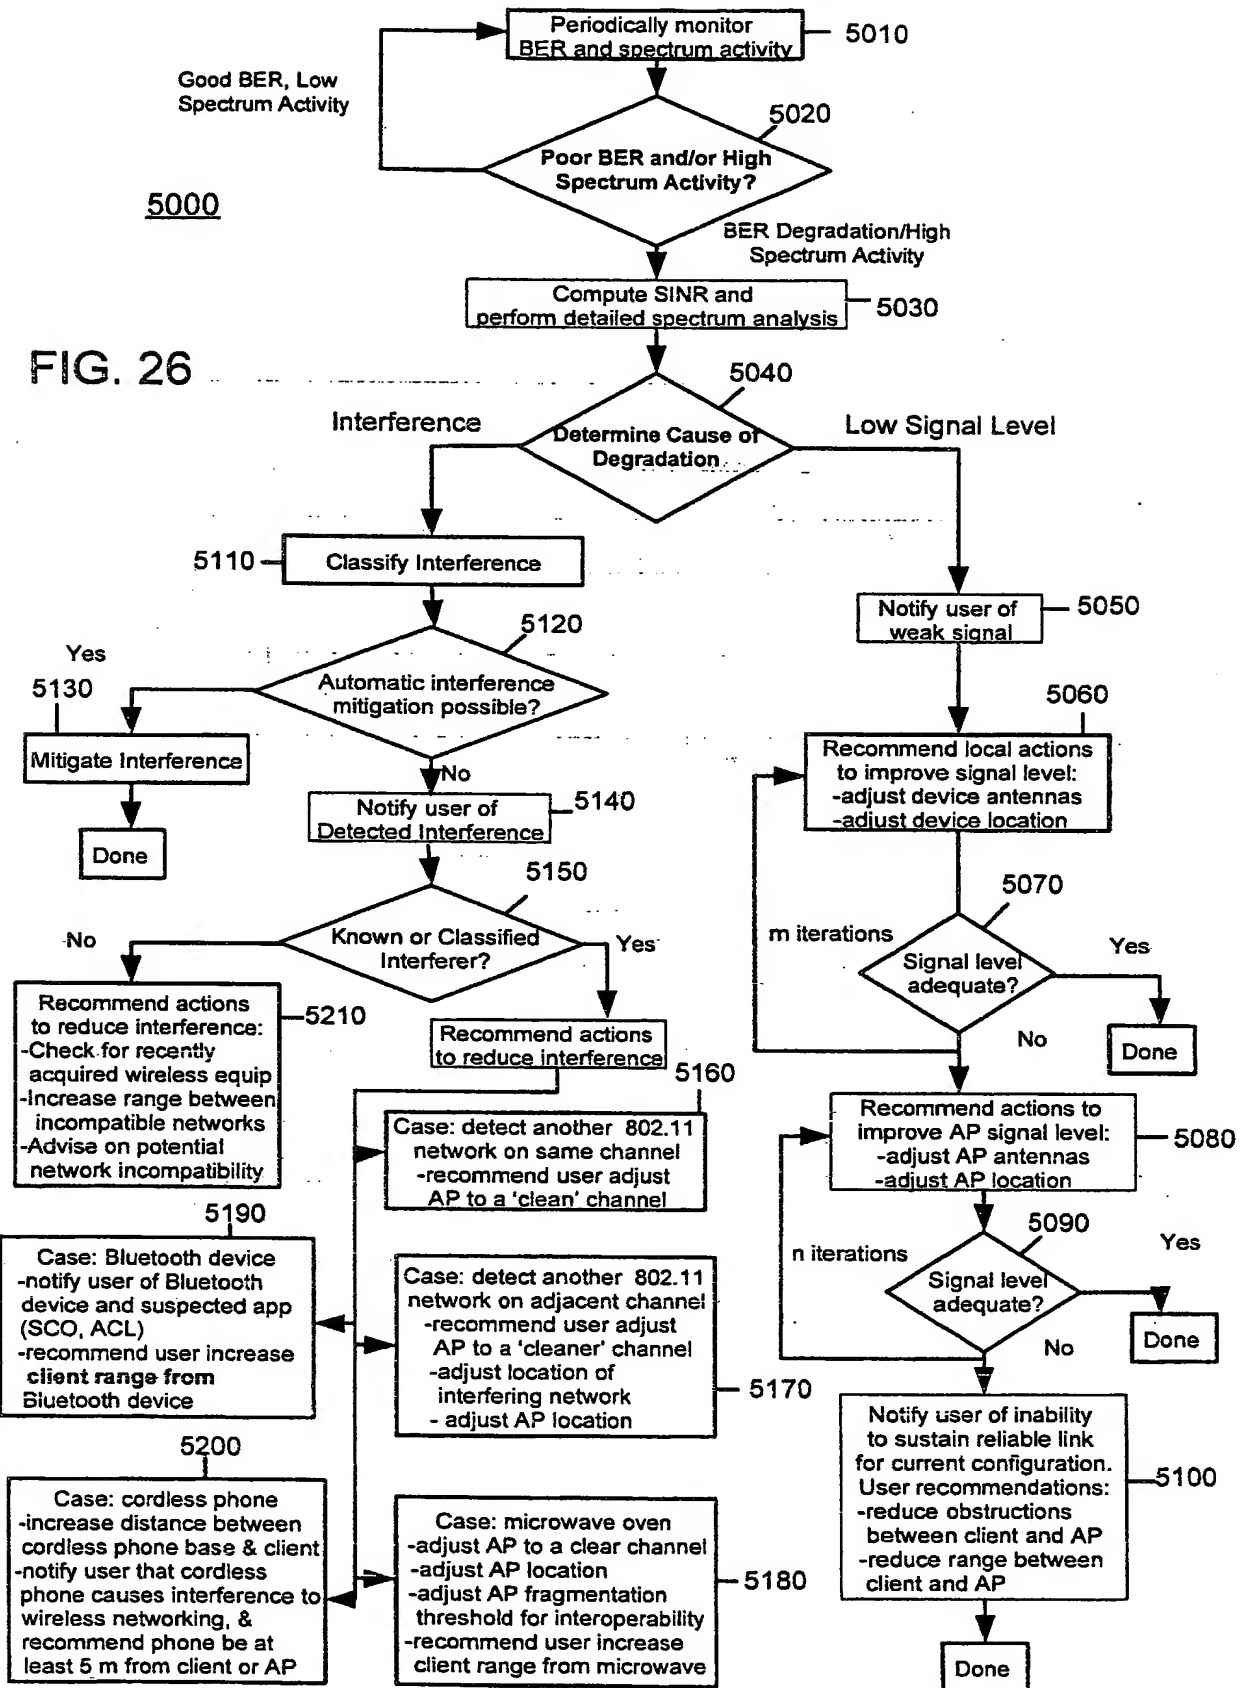 Periodically monitor
BER and spectrum activity
5010
Good BER, Low
Spectrum Activity
5020
Poor BER and/or High
Spectrum Activity?
5000
BER Degradation/High
Spectrum Activity
Compute SINR and
perform detailed spectrum analysis
5030
FIG. 26
5040
Interference
Determine Cause of
Degradation
Low Signal Level
5110
Classify Interference
Notify user of
weak signal
5050
5120
Yes
Automatic interference
mitigation possible?
5130
Mitigate Interference
Done
No
5060
Recommend local actions
to improve signal level:
-adjust device antennas
-adjust device location
Notify user of
Detected Interference
5140
5150
Known or Classified
Interferer?
No
Yes
5070
m iterations
Signal level
adequate?
Yes
No
Done
Recommend actions
to reduce interference:
-Check for recently
acquired wireless equip
-Increase range between
incompatible networks
-Advise on potential
network incompatibility
5210
Recommend actions
to reduce interference
5160
Case: detect another 802.11
network on same channel
-recommend user adjust
AP to a 'clean' channel
Recommend actions to
improve AP signal level:
-adjust AP antennas
-adjust AP location
5080
5190
Case: Bluetooth device
-notify user of Bluetooth
device and suspected app
(SCO, ACL)
-recommend user increase
client range from
Bluetooth device
Case: detect another 802.11
network on adjacent channel
-recommend user adjust
AP to a 'cleaner' channel
-adjust location of
interfering network
- adjust AP location
5170
5090
n iterations
Signal level
adequate?
Yes
No
Done
5200
Case: cordless phone
-increase distance between
cordless phone base & client
-notify user that cordless
phone causes interference to
wireless networking, &
recommend phone be at
least 5 m from client or AP
Case: microwave oven
-adjust AP to a clear channel
-adjust AP location
-adjust AP fragmentation
threshold for interoperability
-recommend user increase
client range from microwave
5180
Notify user of inability
to sustain reliable link
for current configuration.
User recommendations:
-reduce obstructions
between client and AP
-reduce range between
client and AP
5100
Done